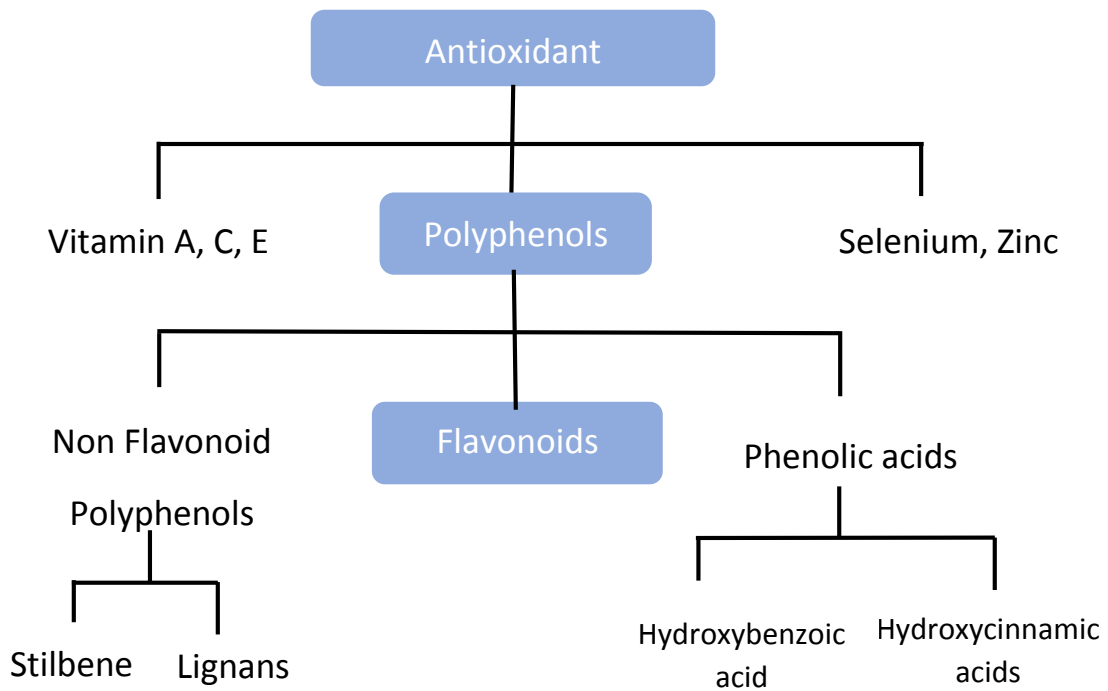 Antioxidant
Vitamin A, C, E
Polyphenols
Selenium, Zinc
Non Flavonoid
Polyphenols
Flavonoids
Phenolic acids
Stilbene
Lignans
Hydroxybenzoic
acid
Hydroxycinnamic
acids